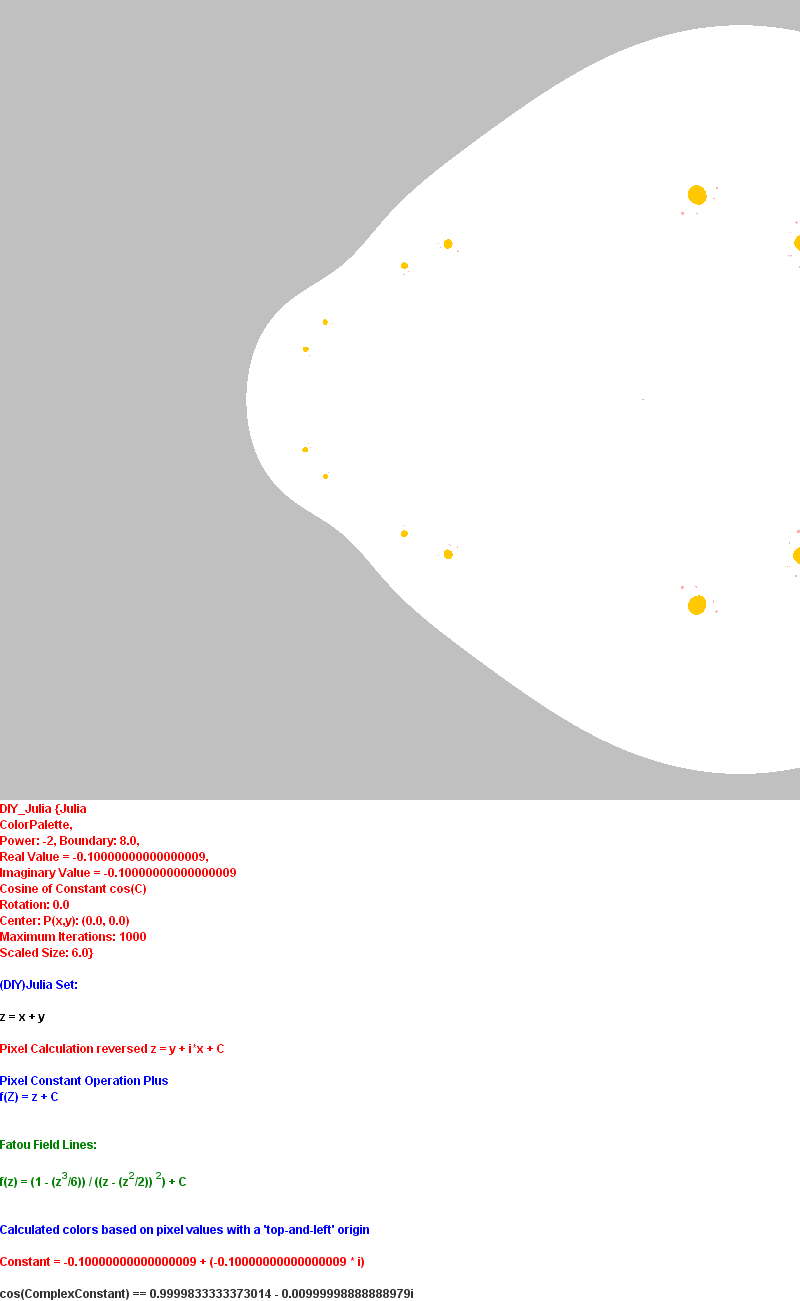 DIY_Julia {Julia
ColorPalette,
Power: -2, Boundary: 8.0,
Real Value = -0.10000000000000009,
Imaginary Value = -0.10000000000000009
Cosine of Constant cos(C)
Rotation: 0.0
Center: P(x,y): (0.0, 0.0)
Maximum Iterations: 1000
Scaled Size: 6.0}
(DIY)Julia Set:
z = x + y
Pixel Calculation reversed z = y + i*x + C
Pixel Constant Operation Plus
f(Z) = z + C
Fatou Field Lines:
f(z) = (1 - (z³/6)) / ((z - (z²/2)) ²) + C
Calculated colors based on pixel values with a 'top-and-left' origin
Constant = -0.10000000000000009 + (-0.10000000000000009 * i)
cos(ComplexConstant) == 0.9999833333373014 - 0.00999998888888979i